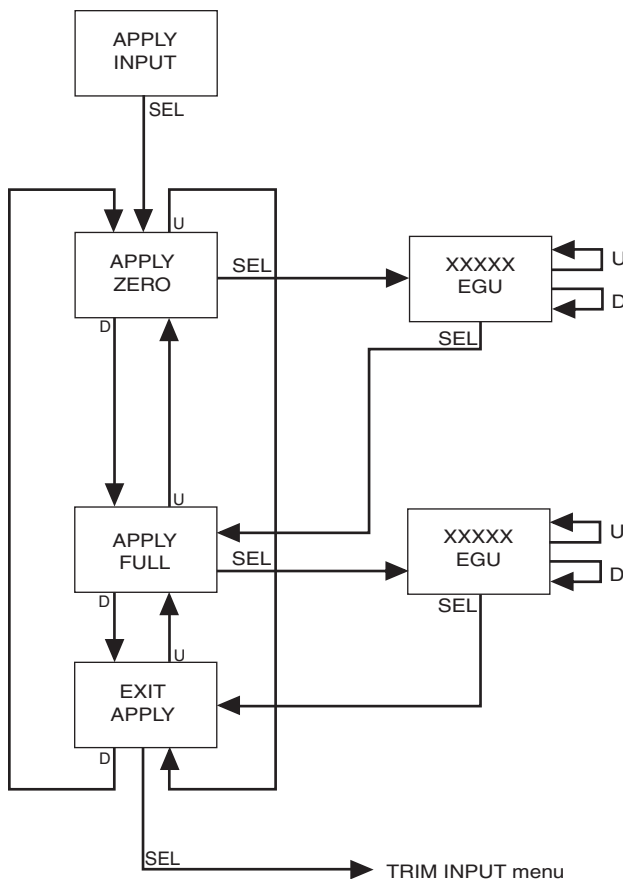 APPLY
INPUT
SEL
U
APPLY
ZERO
SEL
XXXXX
EGU
U
D
D
SEL
U
APPLY
FULL
SEL
XXXXX
EGU
U
D
D
SEL
U
EXIT
APPLY
D
SEL
TRIM INPUT menu